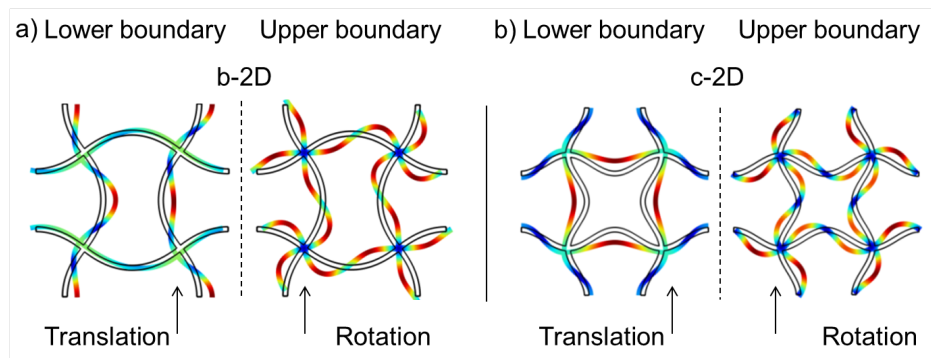 a) Lower boundary Upper boundary b) Lower boundary Upper boundary
b-2D c-2D
Translation Rotation Translation Rotation